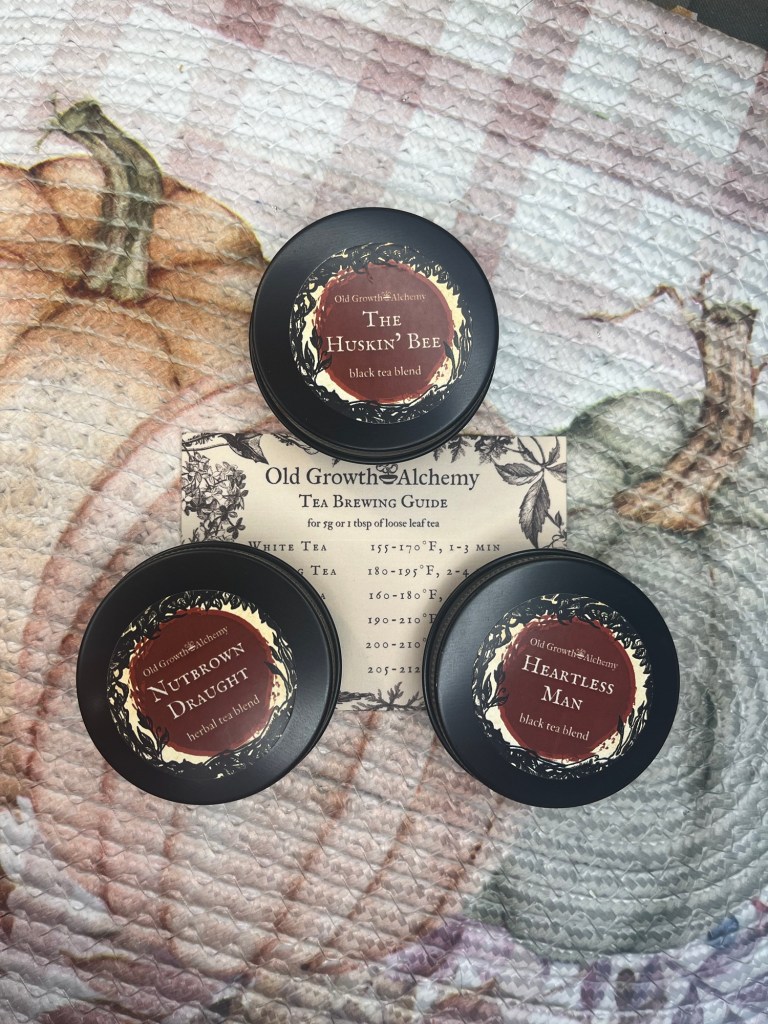 Old Growth Alchemy
The
Huskin' Bee
black tea blend
Old Growth Alchemy
Tea Brewing Guide
for 5g or 1 tbsp of loose leaf tea
White Tea 155-170°F, 1-3 min
Tea 180-195°F, 2-4
160-180°F,
190-210°
200-210°
205-212
Old Growth Alchemy
Nutbrown
Draught
herbal tea blend
Old Growth Alchemy
Heartless
Man
black tea blend